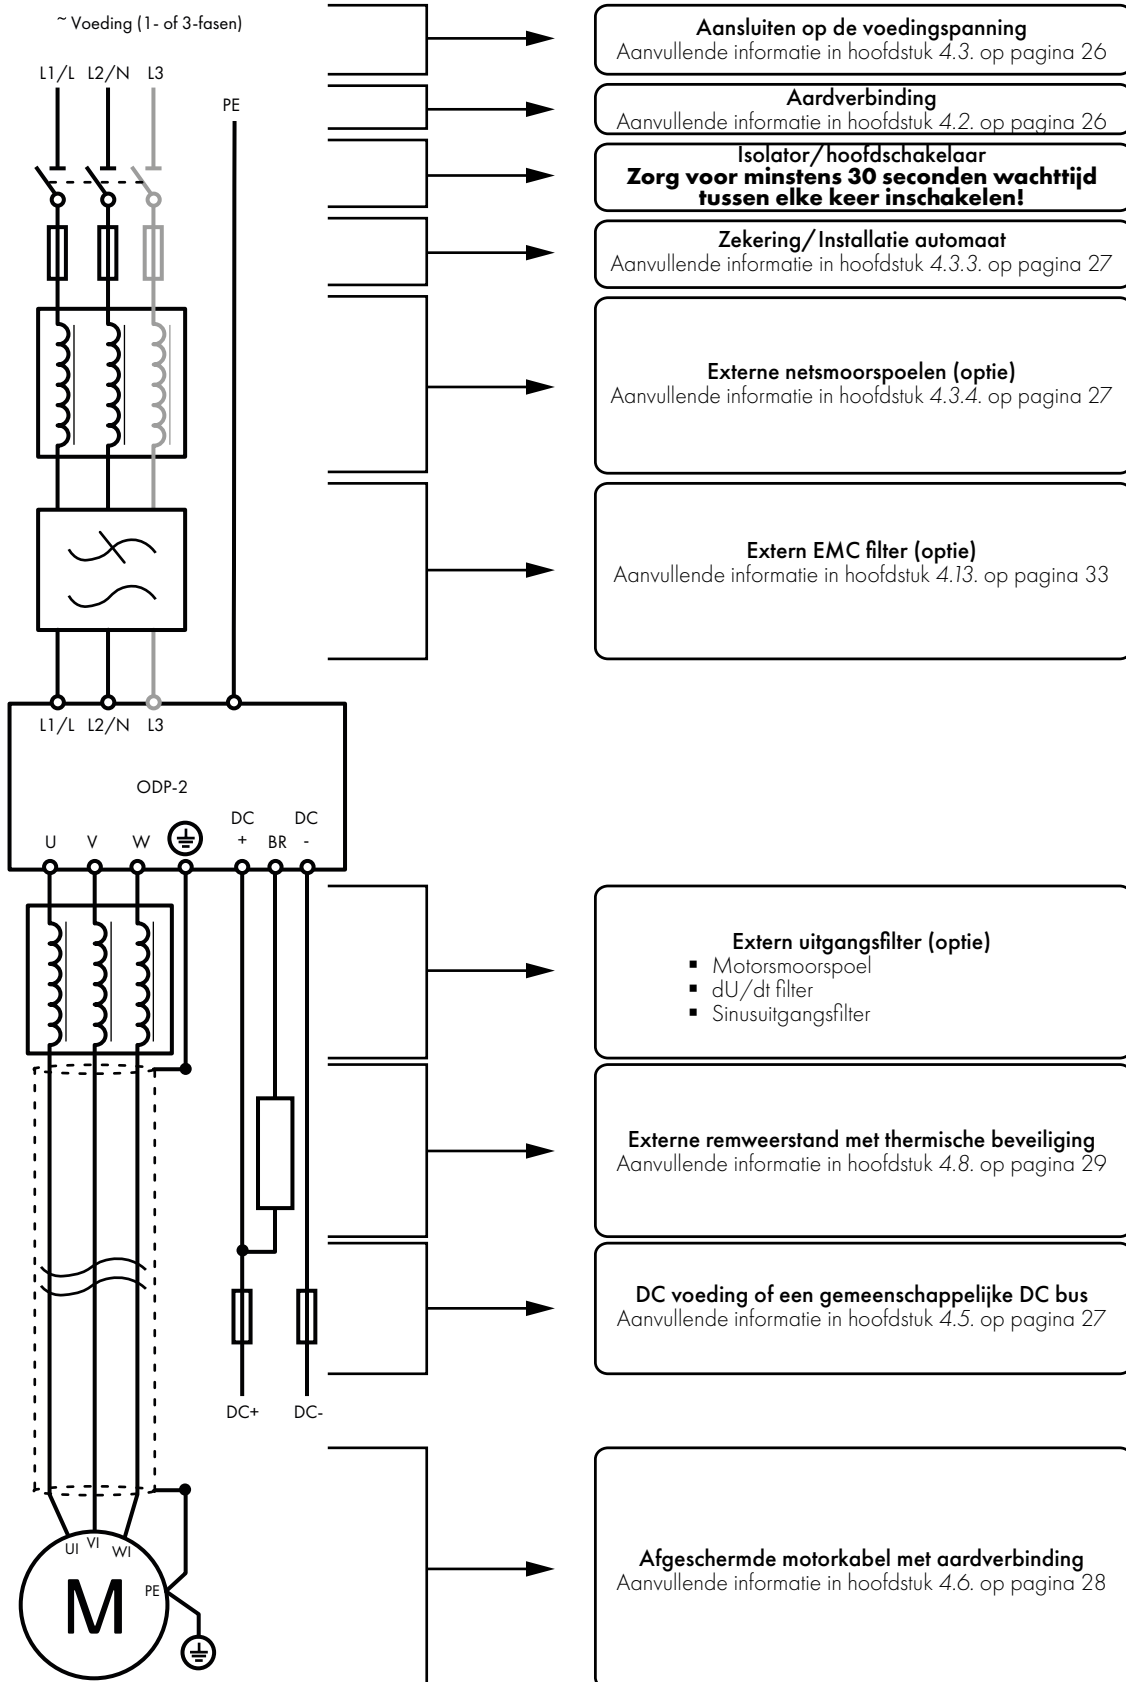 ~ Voeding (1- of 3-fasen)
L1/L L2/N L3
PE
Aansluiten op de voedingspanning
Aanvullende informatie in hoofdstuk 4.3. op pagina 26
Aardverbinding
Aanvullende informatie in hoofdstuk 4.2. op pagina 26
Isolator/hoofdschakelaar
Zorg voor minstens 30 seconden wachttijd
tussen elke keer inschakelen!
Zekering/Installatie automaat
Aanvullende informatie in hoofdstuk 4.3.3. op pagina 27
Externe netsmoorspoelen (optie)
Aanvullende informatie in hoofdstuk 4.3.4. op pagina 27
Extern EMC filter (optie)
Aanvullende informatie in hoofdstuk 4.13. op pagina 33
L1/L L2/N L3
ODP-2
U V W DC + BR DC -
Extern uitgangsfilter (optie)
▪ Motorsmoorspoel
▪ dU/dt filter
▪ Sinusuitgangsfilter
Externe remweerstand met thermische beveiliging
Aanvullende informatie in hoofdstuk 4.8. op pagina 29
DC voeding of een gemeenschappelijke DC bus
Aanvullende informatie in hoofdstuk 4.5. op pagina 27
DC+ DC-
Afgeschermde motorkabel met aardverbinding
Aanvullende informatie in hoofdstuk 4.6. op pagina 28
UI VI WI
M
PE